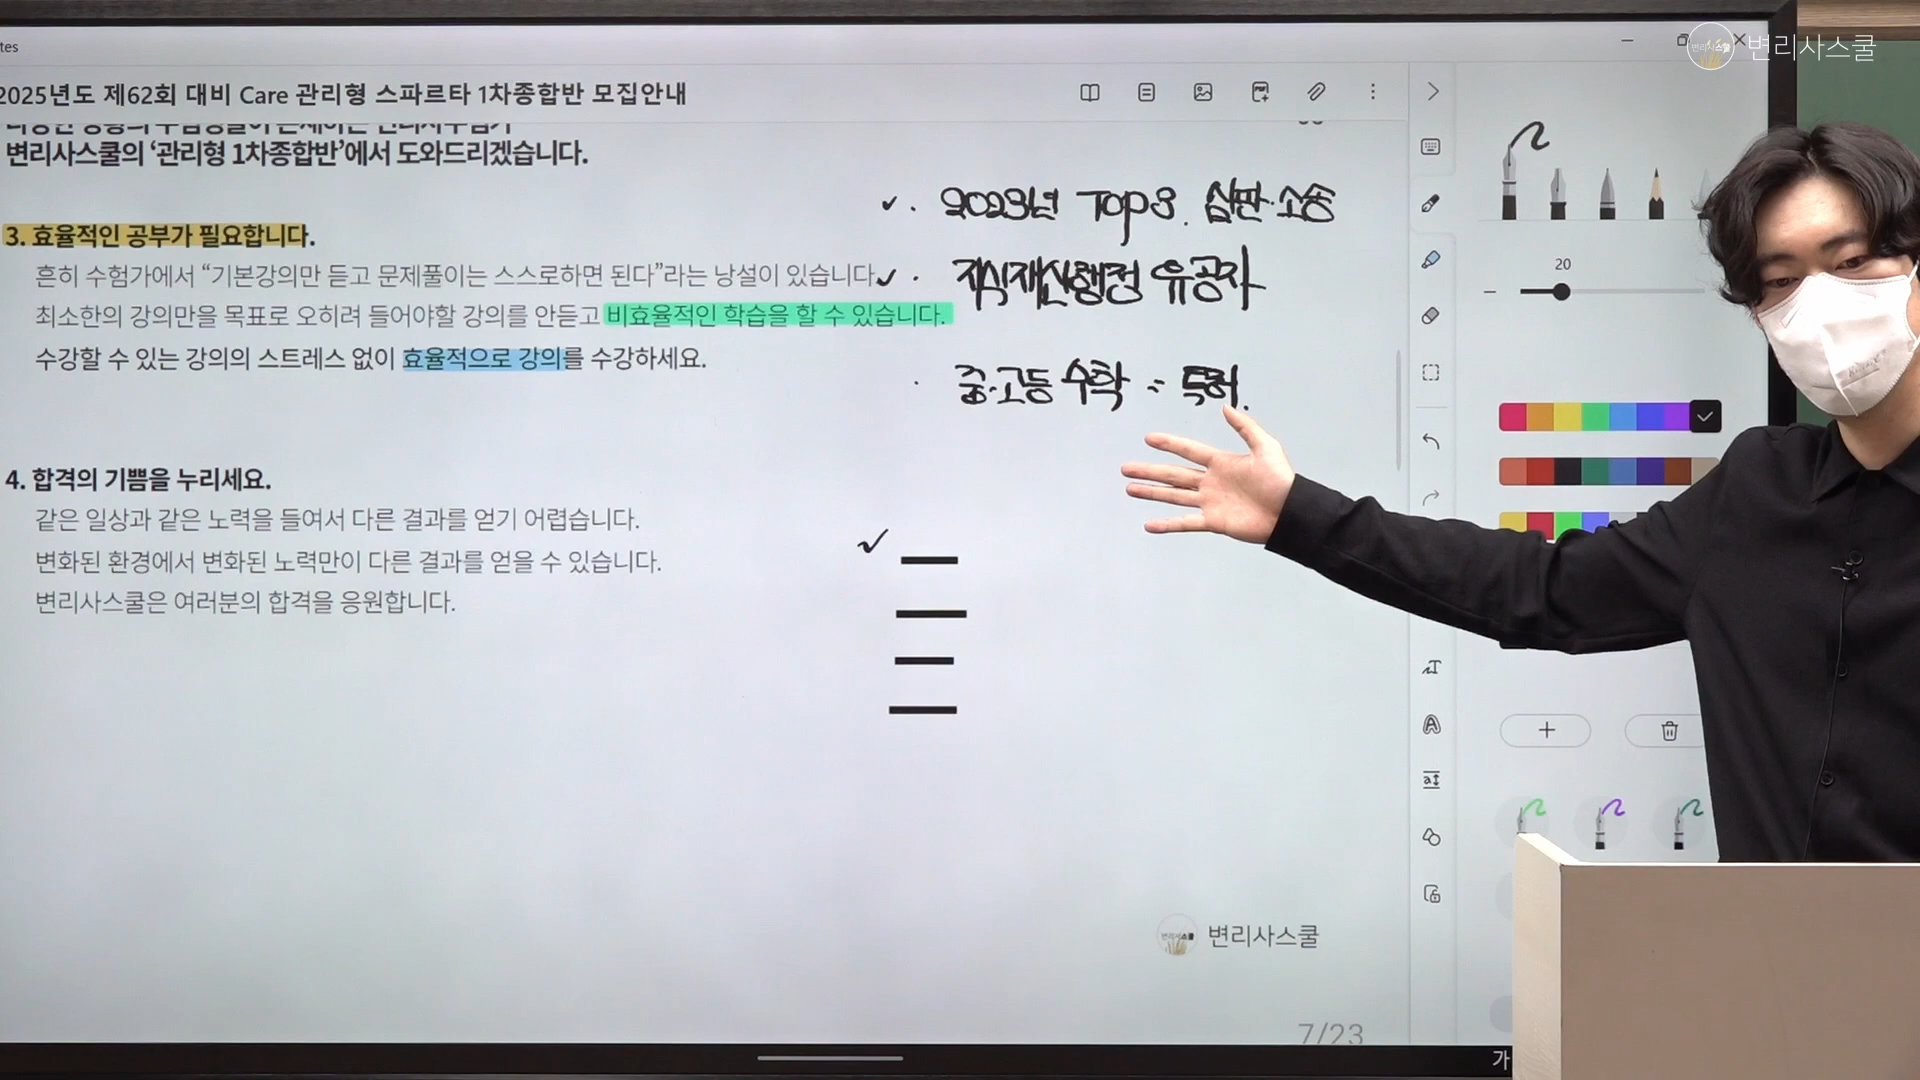 tes
변리사스쿨
2025년도 제62회 대비 Care 관리형 스파르타 1차종합반 모집안내
변리사스쿨의 ‘관리형 1차종합반’에서 도와드리겠습니다.
3. 효율적인 공부가 필요합니다.
흔히 수험가에서 “기본강의만 듣고 문제풀이는 스스로하면 된다”라는 낭설이 있습니다.
최소한의 강의만을 목표로 오히려 들어야할 강의를 안듣고 비효율적인 학습을 할 수 있습니다.
수강할 수 있는 강의의 스트레스 없이 효율적으로 강의를 수강하세요.
4. 합격의 기쁨을 누리세요.
같은 일상과 같은 노력을 들여서 다른 결과를 얻기 어렵습니다.
변화된 환경에서 변화된 노력만이 다른 결과를 얻을 수 있습니다.
변리사스쿨은 여러분의 합격을 응원합니다.
2023년 Top 3. 심판·소송
지식재산행정 유공자
중·고등 수학 = 특허.
20
변리사스쿨
7/23
가